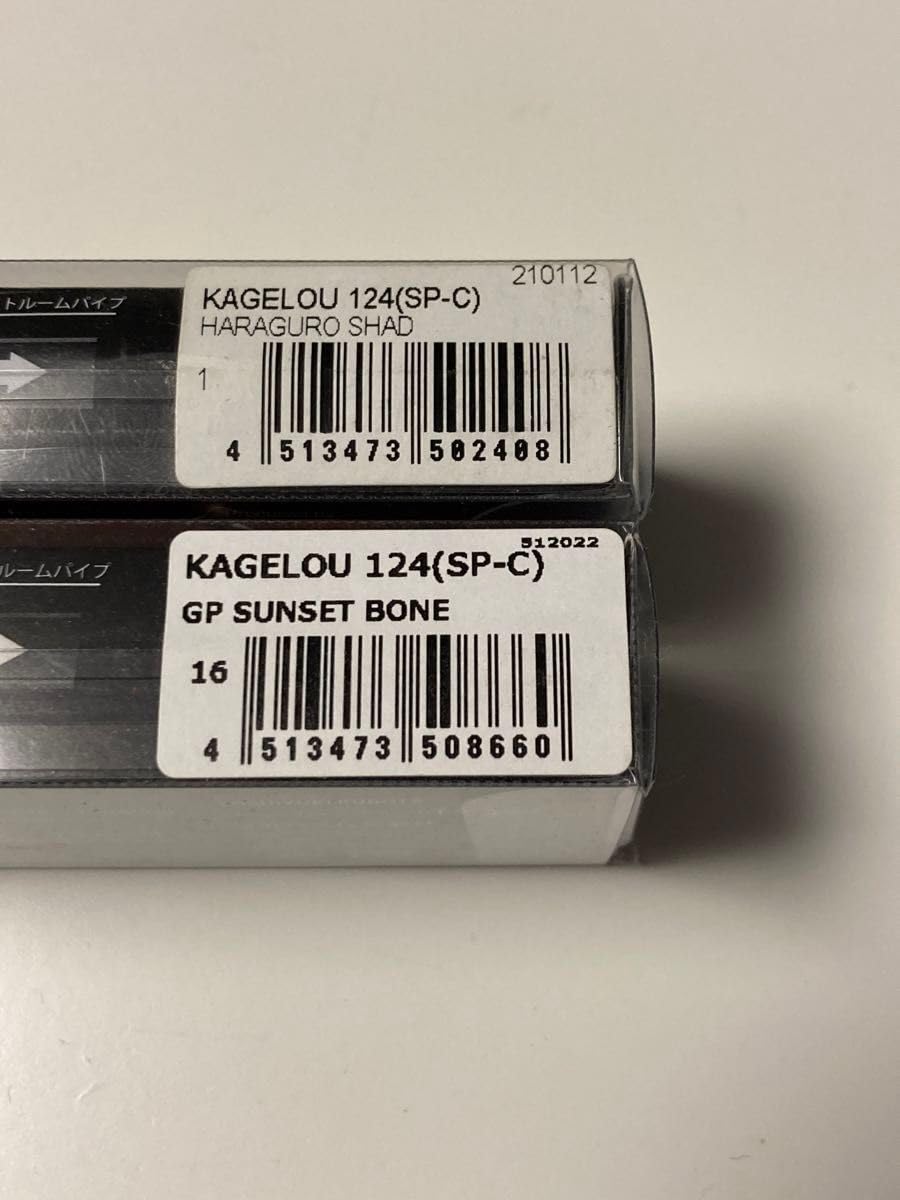 トルームパイプ
210112
KAGELOU 124(SP-C)
HARAGURO SHAD
1
4 513473 502408
ルームパイプ
512022
KAGELOU 124(SP-C)
GP SUNSET BONE
16
4 513473 508660